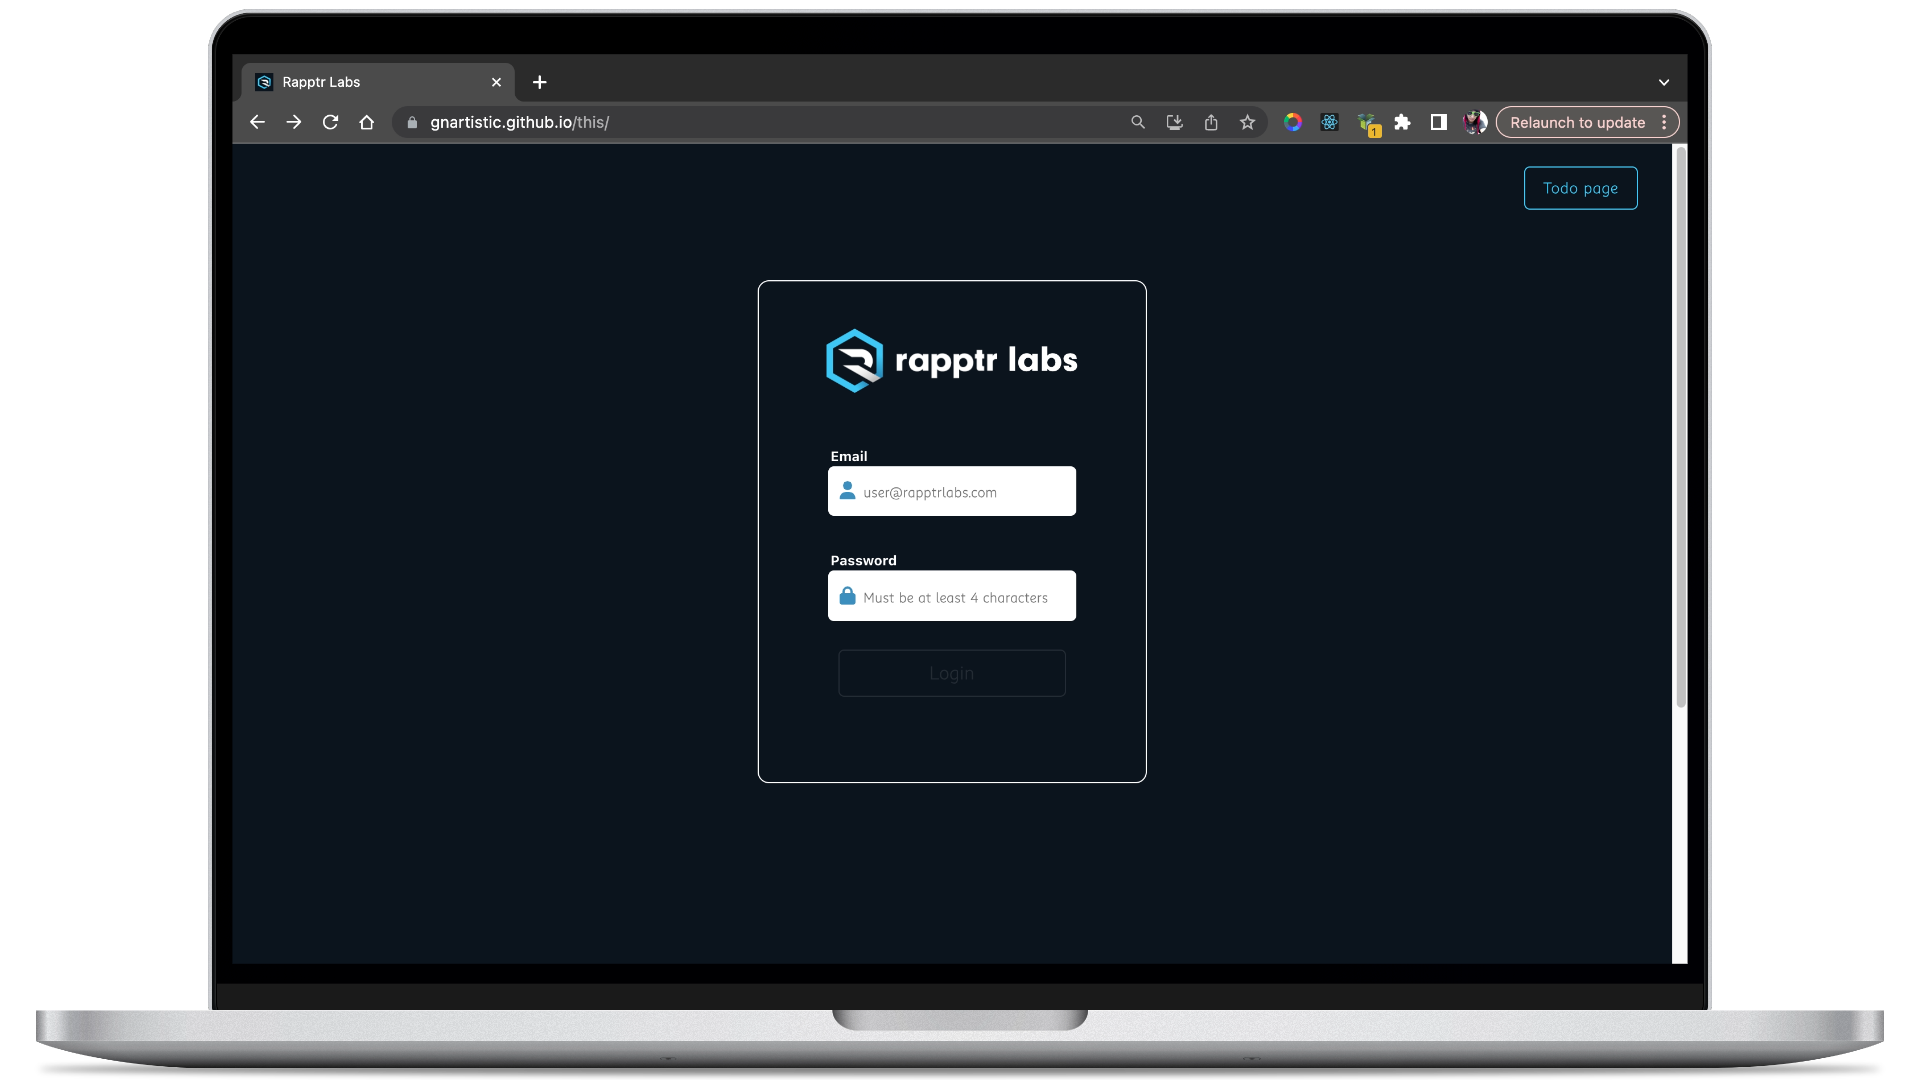 Rapptr Labs
gnartistic.github.io/this/
1
Relaunch to update
Todo page
rapptr labs
Email
user@rapptrlabs.com
Password
Must be at least 4 characters
Login